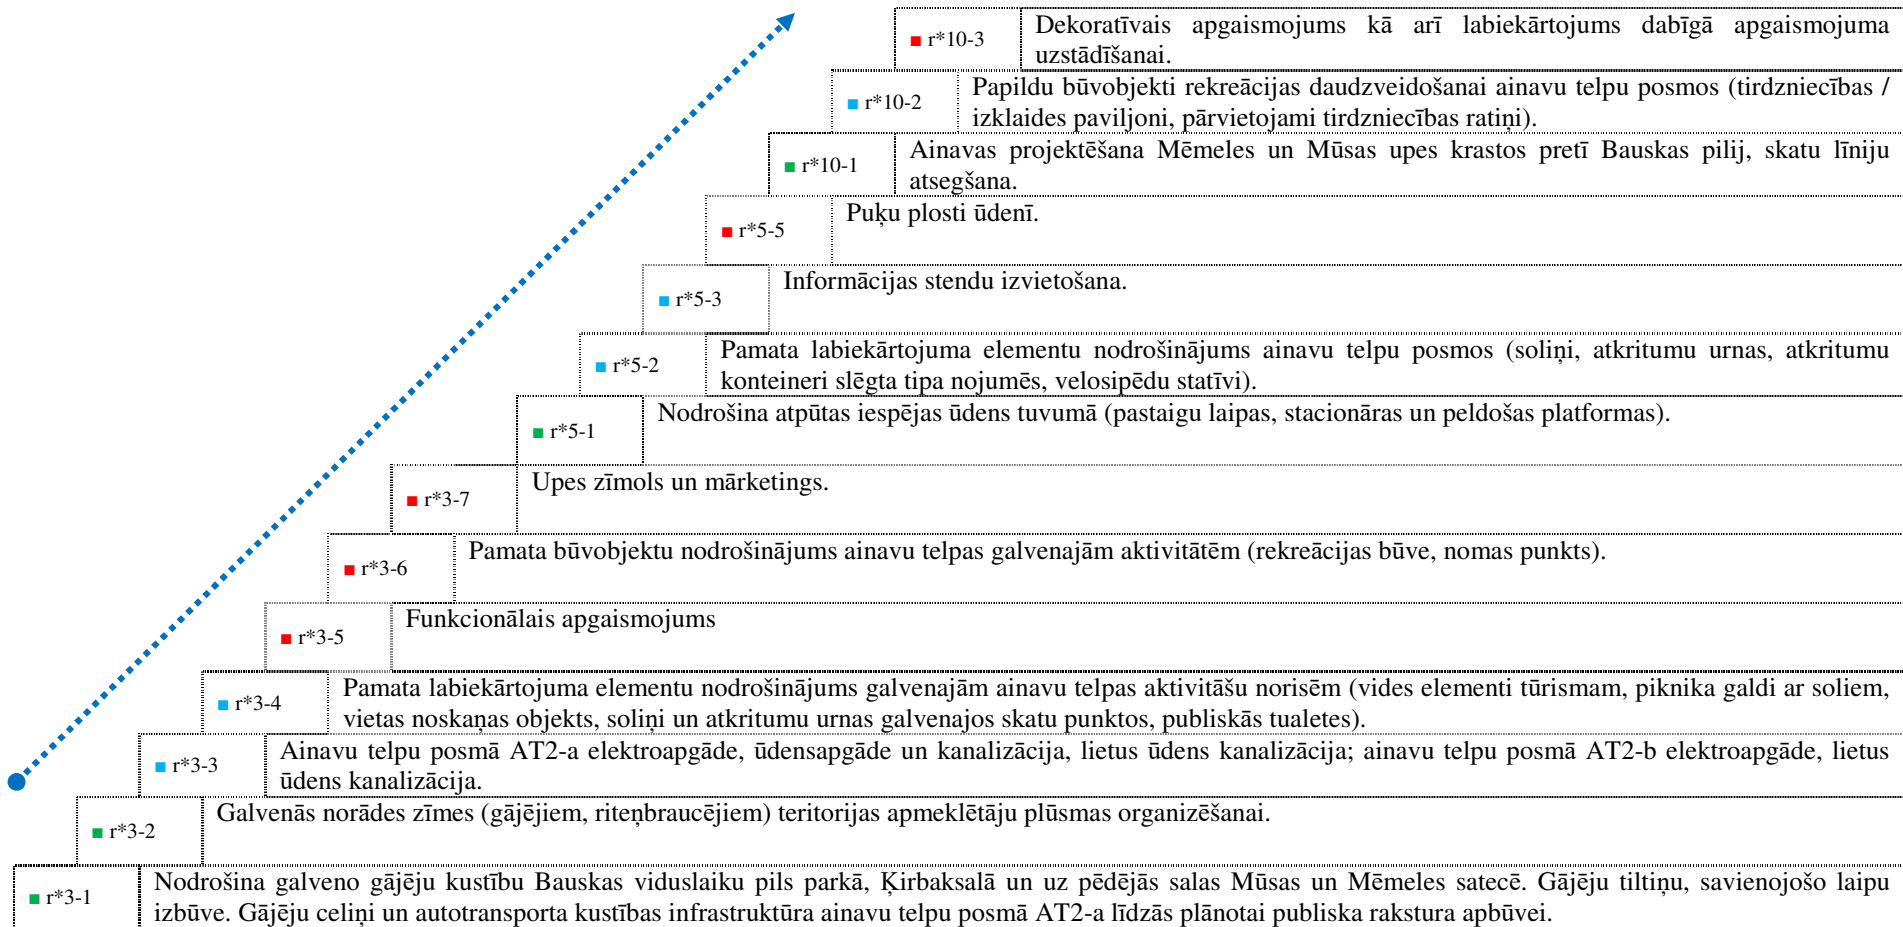 r*10-3
Dekoratīvais apgaismojums kā arī labiekārtojums dabīgā apgaismojuma
uzstādīšanai.
r*10-2
Papildu būvobjekti rekreācijas daudzveidošanai ainavu telpu posmos (tirdzniecības /
izklaides paviljoni, pārvietojami tirdzniecības ratiņi).
r*10-1
Ainavas projektēšana Mēmeles un Mūsas upes krastos pretī Bauskas pilij, skatu līniju
atsegšana.
r*5-5
Puķu plosti ūdenī.
r*5-3
Informācijas stendu izvietošana.
r*5-2
Pamata labiekārtojuma elementu nodrošinājums ainavu telpu posmos (soliņi, atkritumu urnas, atkritumu
konteineri slēgta tipa nojumēs, velosipēdu statīvi).
r*5-1
Nodrošina atpūtas iespējas ūdens tuvumā (pastaigu laipas, stacionāras un peldošas platformas).
r*3-7
Upes zīmols un mārketings.
r*3-6
Pamata būvobjektu nodrošinājums ainavu telpas galvenajām aktivitātēm (rekreācijas būve, nomas punkts).
r*3-5
Funkcionālais apgaismojums
r*3-4
Pamata labiekārtojuma elementu nodrošinājums galvenajām ainavu telpas aktivitāšu norisēm (vides elementi tūrismam, piknika galdi ar soliem,
vietas noskaņas objekts, soliņi un atkritumu urnas galvenajos skatu punktos, publiskās tualetes).
r*3-3
Ainavu telpu posmā AT2-a elektroapgāde, ūdensapgāde un kanalizācija, lietus ūdens kanalizācija; ainavu telpu posmā AT2-b elektroapgāde, lietus
ūdens kanalizācija.
r*3-2
Galvenās norādes zīmes (gājējiem, riteņbraucējiem) teritorijas apmeklētāju plūsmas organizēšanai.
r*3-1
Nodrošina galveno gājēju kustību Bauskas viduslaiku pils parkā, Ķirbaksalā un uz pēdējās salas Mūsas un Mēmeles satecē. Gājēju tiltiņu, savienojošo laipu
izbūve. Gājēju celiņi un autotransporta kustības infrastruktūra ainavu telpu posmā AT2-a līdzās plānotai publiska rakstura apbūvei.